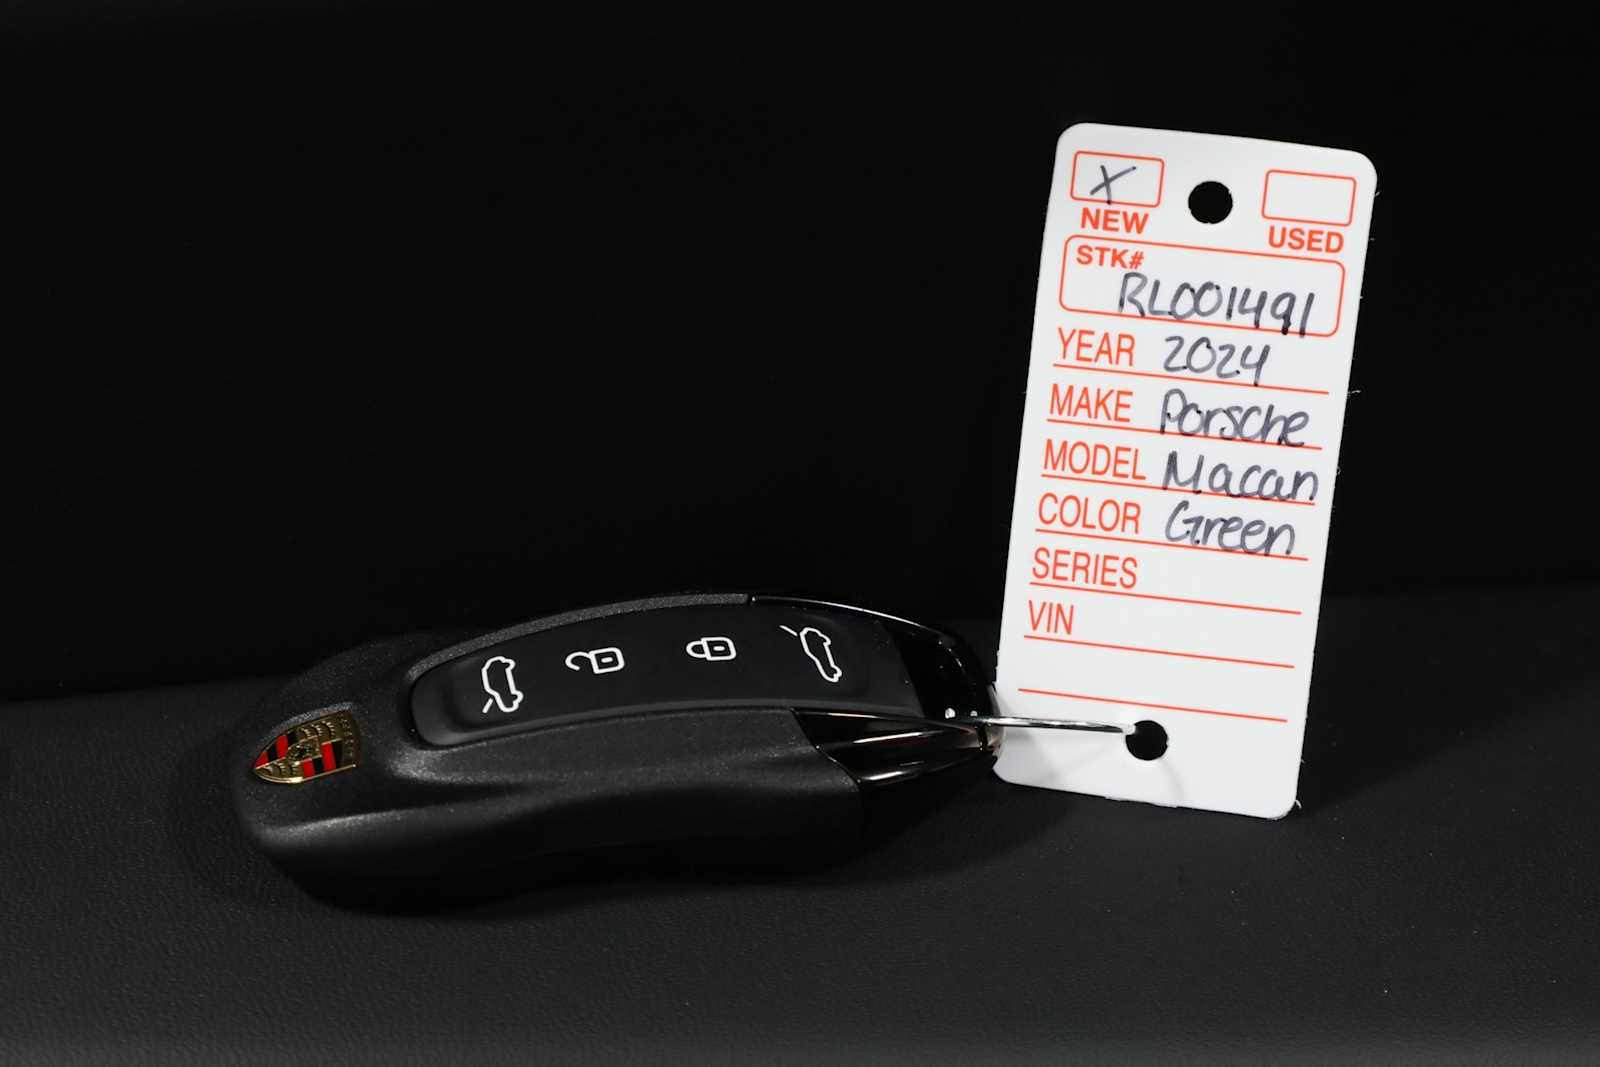 X
NEW
USED
STK#
RL001491
YEAR 2024
MAKE Porsche
MODEL Macan
COLOR Green
SERIES
VIN